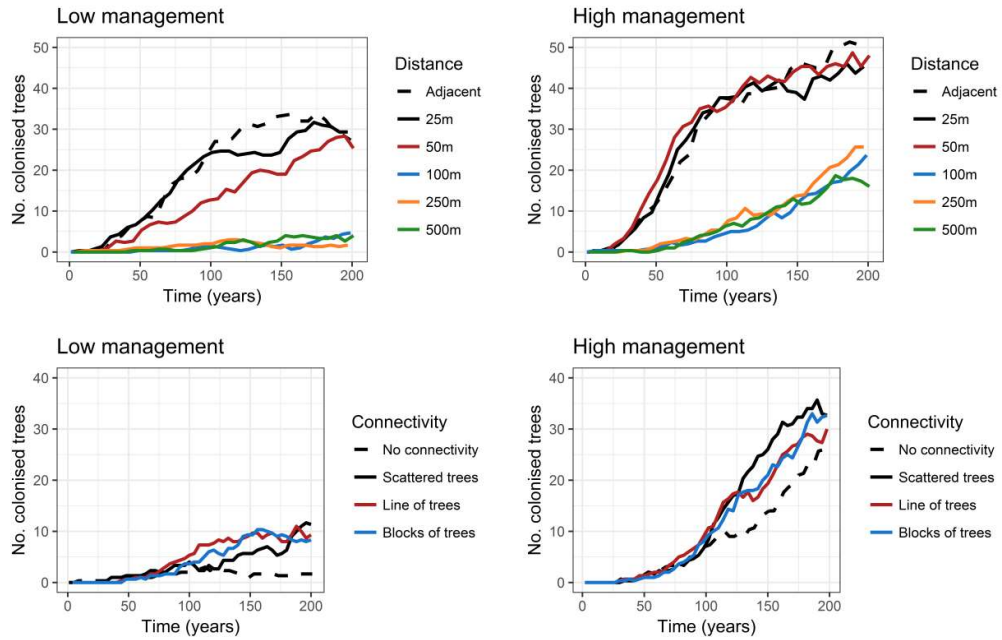 Low management
No. colonised trees
50
40
30
20
10
0
0 50 100 150 200
Time (years)
Distance
Adjacent
25m
50m
100m
250m
500m
High management
No. colonised trees
50
40
30
20
10
0
0 50 100 150 200
Time (years)
Distance
Adjacent
25m
50m
100m
250m
500m
Low management
No. colonised trees
40
30
20
10
0
0 50 100 150 200
Time (years)
Connectivity
No connectivity
Scattered trees
Line of trees
Blocks of trees
High management
No. colonised trees
40
30
20
10
0
0 50 100 150 200
Time (years)
Connectivity
No connectivity
Scattered trees
Line of trees
Blocks of trees